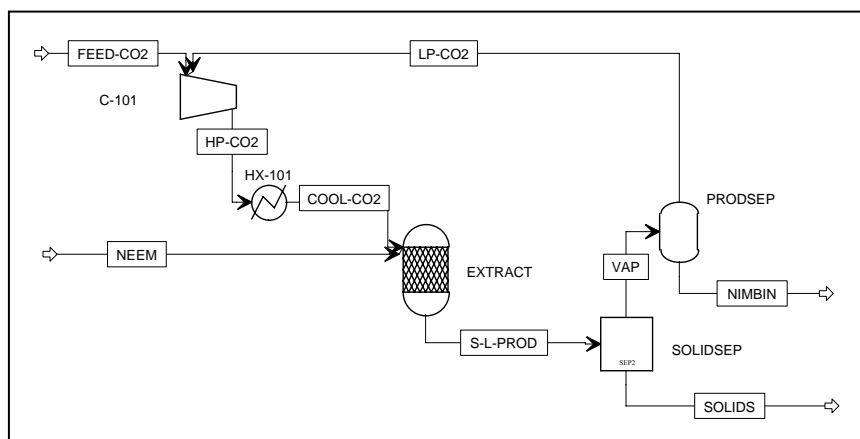 FEED-CO2
LP-CO2
C-101
HP-CO2
HX-101
COOL-CO2
PRODSEP
NEEM
EXTRACT
VAP
NIMBIN
S-L-PROD
SOLIDSEP
SEP2
SOLIDS